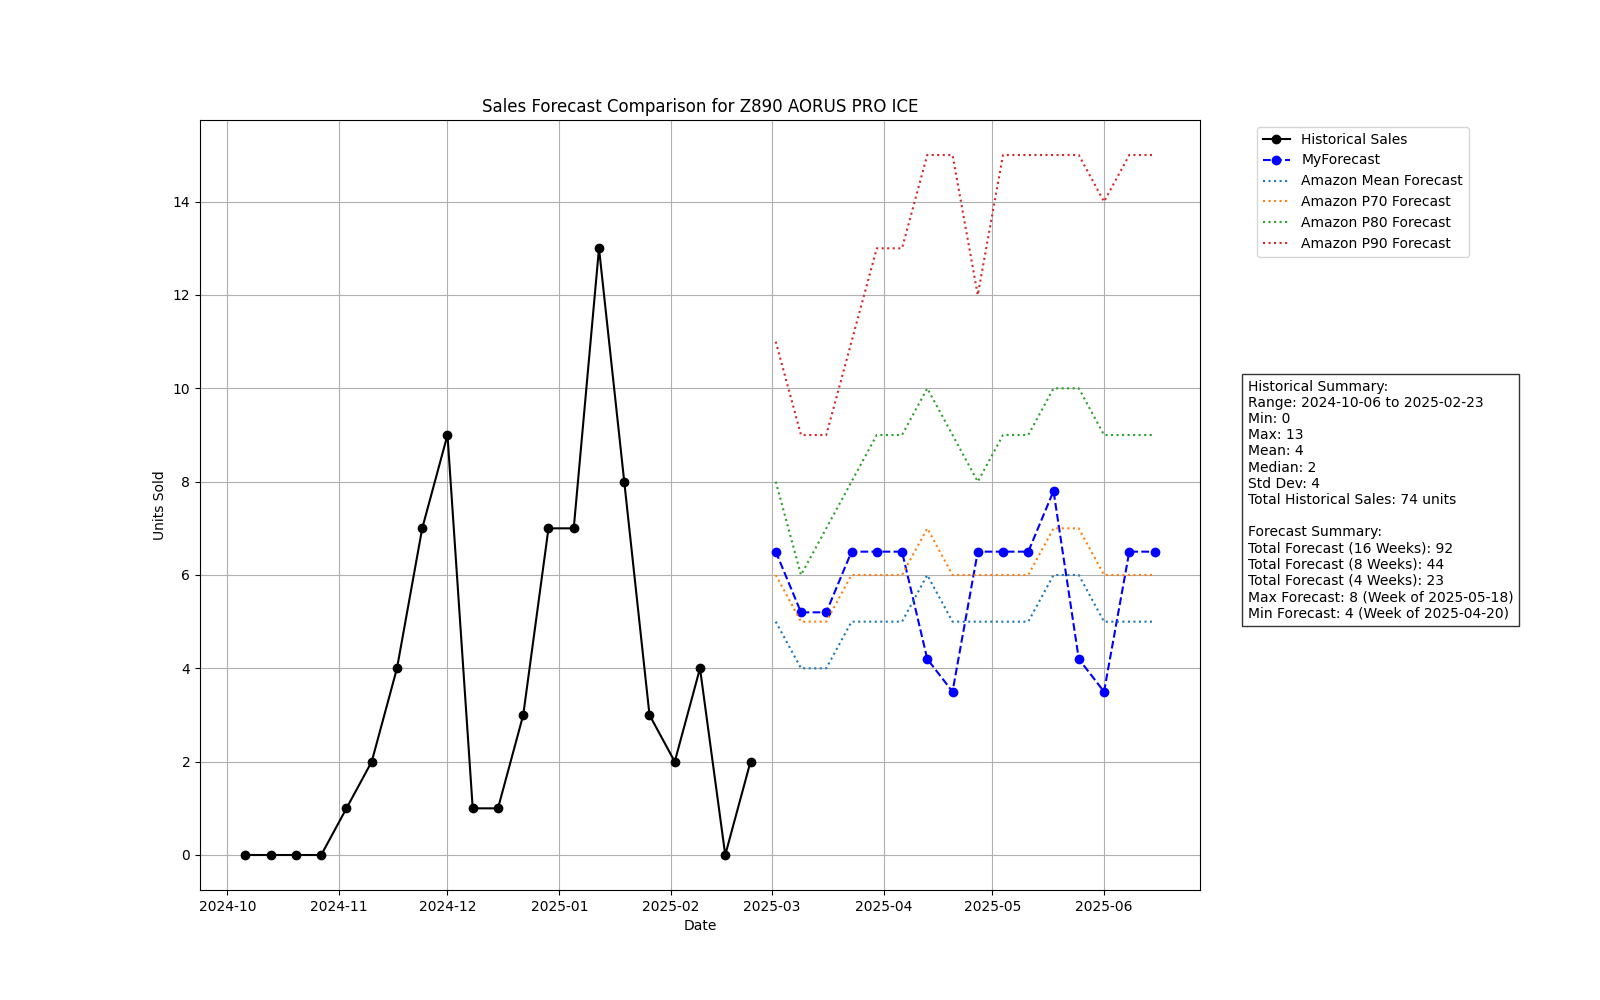 Sales Forecast Comparison for Z890 AORUS PRO ICE
Units Sold
14
12
10
8
6
4
2
0
2024-10
2024-11
2024-12
2025-01
2025-02
2025-03
2025-04
2025-05
2025-06
Date
Historical Sales
MyForecast
Amazon Mean Forecast
Amazon P70 Forecast
Amazon P80 Forecast
Amazon P90 Forecast
Historical Summary:
Range: 2024-10-06 to 2025-02-23
Min: 0
Max: 13
Mean: 4
Median: 2
Std Dev: 4
Total Historical Sales: 74 units
Forecast Summary:
Total Forecast (16 Weeks): 92
Total Forecast (8 Weeks): 44
Total Forecast (4 Weeks): 23
Max Forecast: 8 (Week of 2025-05-18)
Min Forecast: 4 (Week of 2025-04-20)